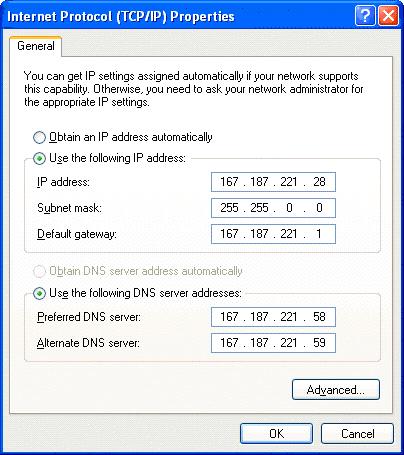 Internet Protocol (TCP/IP) Properties
General
You can get IP settings assigned automatically if your network supports
this capability. Otherwise, you need to ask your network administrator for
the appropriate IP settings.
Obtain an IP address automatically
Use the following IP address:
IP address: 167 . 187 . 221 . 28
Subnet mask: 255 . 255 . 0 . 0
Default gateway: 167 . 187 . 221 . 1
Obtain DNS server address automatically
Use the following DNS server addresses:
Preferred DNS server: 167 . 187 . 221 . 58
Alternate DNS server: 167 . 187 . 221 . 59
Advanced...
OK Cancel